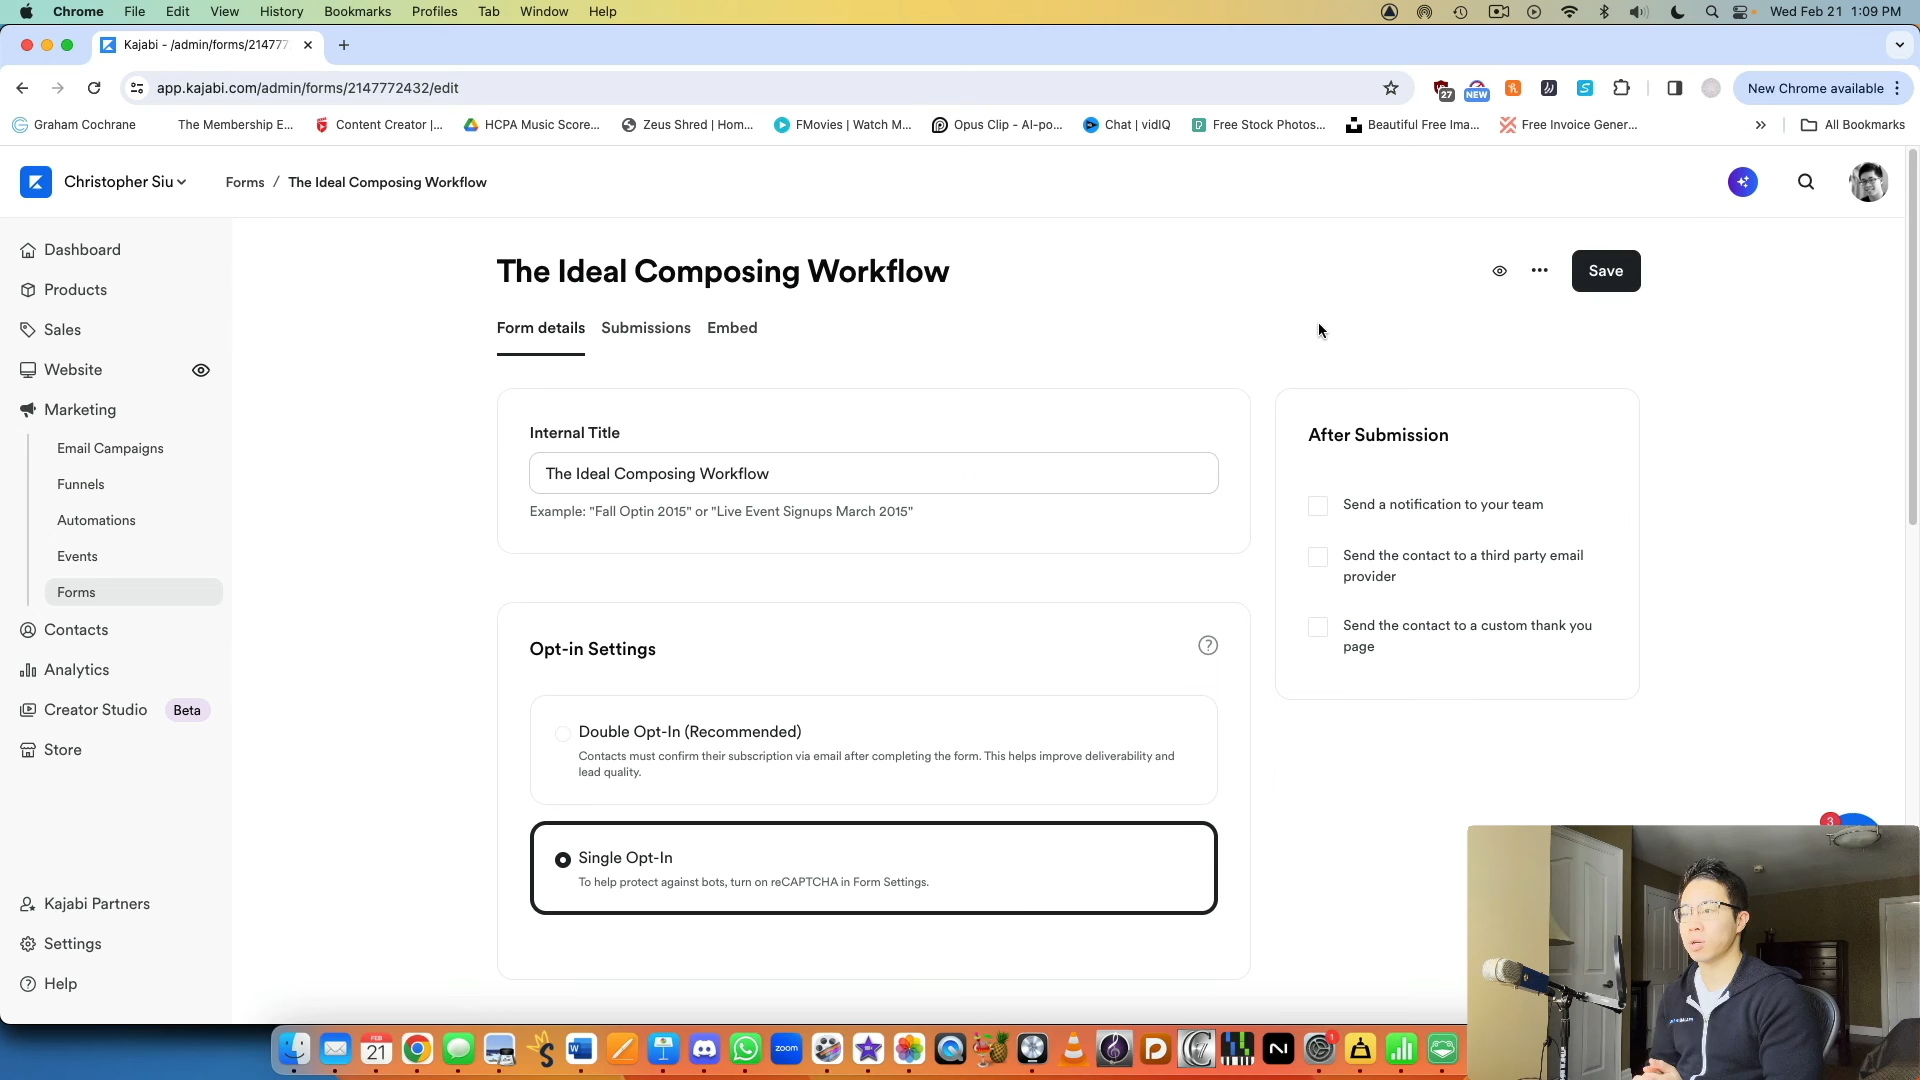 Chrome File Edit View History Bookmarks Profiles Tab Window Help Wed Feb 21 1:09 PM
Kajabi - /admin/forms/21477
app.kajabi.com/admin/forms/2147772432/edit 27 NEW New Chrome available
Graham Cochrane The Membership E... Content Creator |... HCPA Music Score... Zeus Shred | Hom... FMovies | Watch M... Opus Clip - AI-po... Chat | vidIQ Free Stock Photos... Beautiful Free Ima... Free Invoice Gener... » All Bookmarks
Christopher Siu Forms / The Ideal Composing Workflow
Dashboard
Products
Sales
Website
Marketing
Email Campaigns
Funnels
Automations
Events
Forms
Contacts
Analytics
Creator Studio Beta
Store
Kajabi Partners
Settings
Help
The Ideal Composing Workflow
Save
Form details Submissions Embed
Internal Title
The Ideal Composing Workflow
Example: "Fall Optin 2015" or "Live Event Signups March 2015"
Opt-in Settings
Double Opt-In (Recommended)
Contacts must confirm their subscription via email after completing the form. This helps improve deliverability and
lead quality.
Single Opt-In
To help protect against bots, turn on reCAPTCHA in Form Settings.
After Submission
Send a notification to your team
Send the contact to a third party email
provider
Send the contact to a custom thank you
page
3
FEB
21
zoom
1